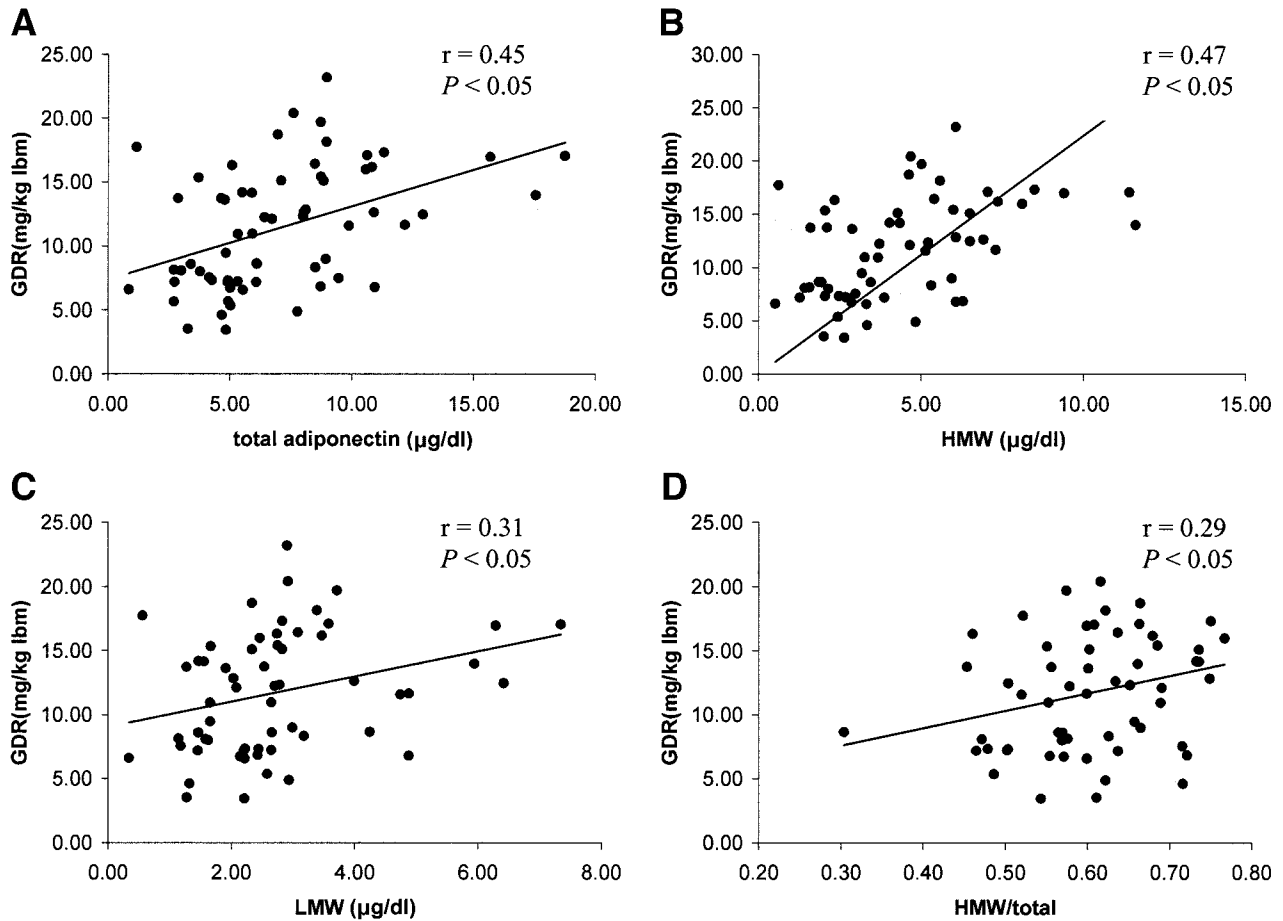 A
r = 0.45
P < 0.05
25.00
20.00
15.00
10.00
5.00
0.00
GDR(mg/kg lbm)
0.00 5.00 10.00 15.00 20.00
total adiponectin (µg/dl)
B
r = 0.47
P < 0.05
30.00
25.00
20.00
15.00
10.00
5.00
0.00
GDR(mg/kg lbm)
0.00 5.00 10.00 15.00
HMW (µg/dl)
C
r = 0.31
P < 0.05
25.00
20.00
15.00
10.00
5.00
0.00
GDR(mg/kg lbm)
0.00 2.00 4.00 6.00 8.00
LMW (µg/dl)
D
r = 0.29
P < 0.05
25.00
20.00
15.00
10.00
5.00
0.00
GDR(mg/kg lbm)
0.20 0.30 0.40 0.50 0.60 0.70 0.80
HMW/total